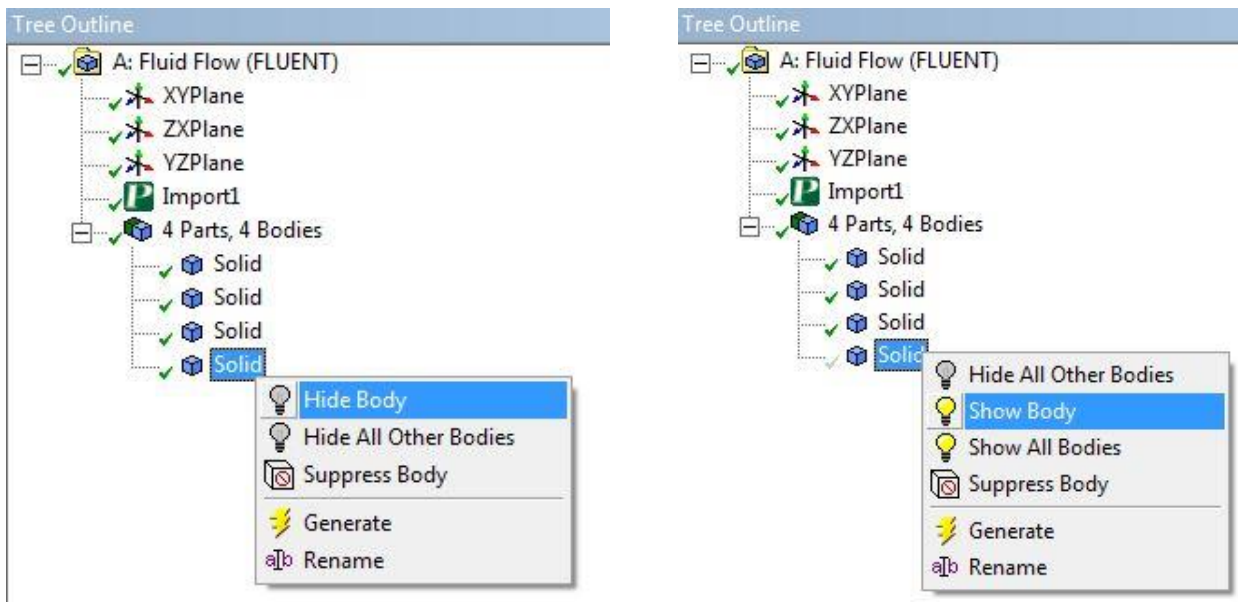 Tree Outline
A: Fluid Flow (FLUENT)
XYPlane
ZXPlane
YZPlane
Import1
4 Parts, 4 Bodies
Solid
Solid
Solid
Solid
Hide Body
Hide All Other Bodies
Suppress Body
Generate
Rename
Tree Outline
A: Fluid Flow (FLUENT)
XYPlane
ZXPlane
YZPlane
Import1
4 Parts, 4 Bodies
Solid
Solid
Solid
Solid
Hide All Other Bodies
Show Body
Show All Bodies
Suppress Body
Generate
Rename